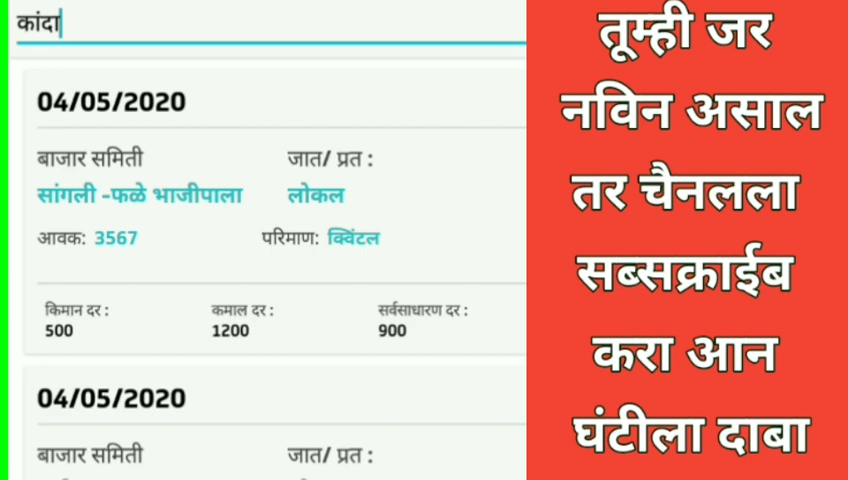 कांदा
04/05/2020
बाजार समिती जात/ प्रत :
सांगली -फळे भाजीपाला लोकल
आवक: 3567 परिमाण: क्विंटल
किमान दर : कमाल दर : सर्वसाधारण दर :
500 1200 900
04/05/2020
बाजार समिती जात/ प्रत :
तूम्ही जर
नविन असाल
तर चैनलला
सब्सक्राईब
करा आन
घंटीला दाबा